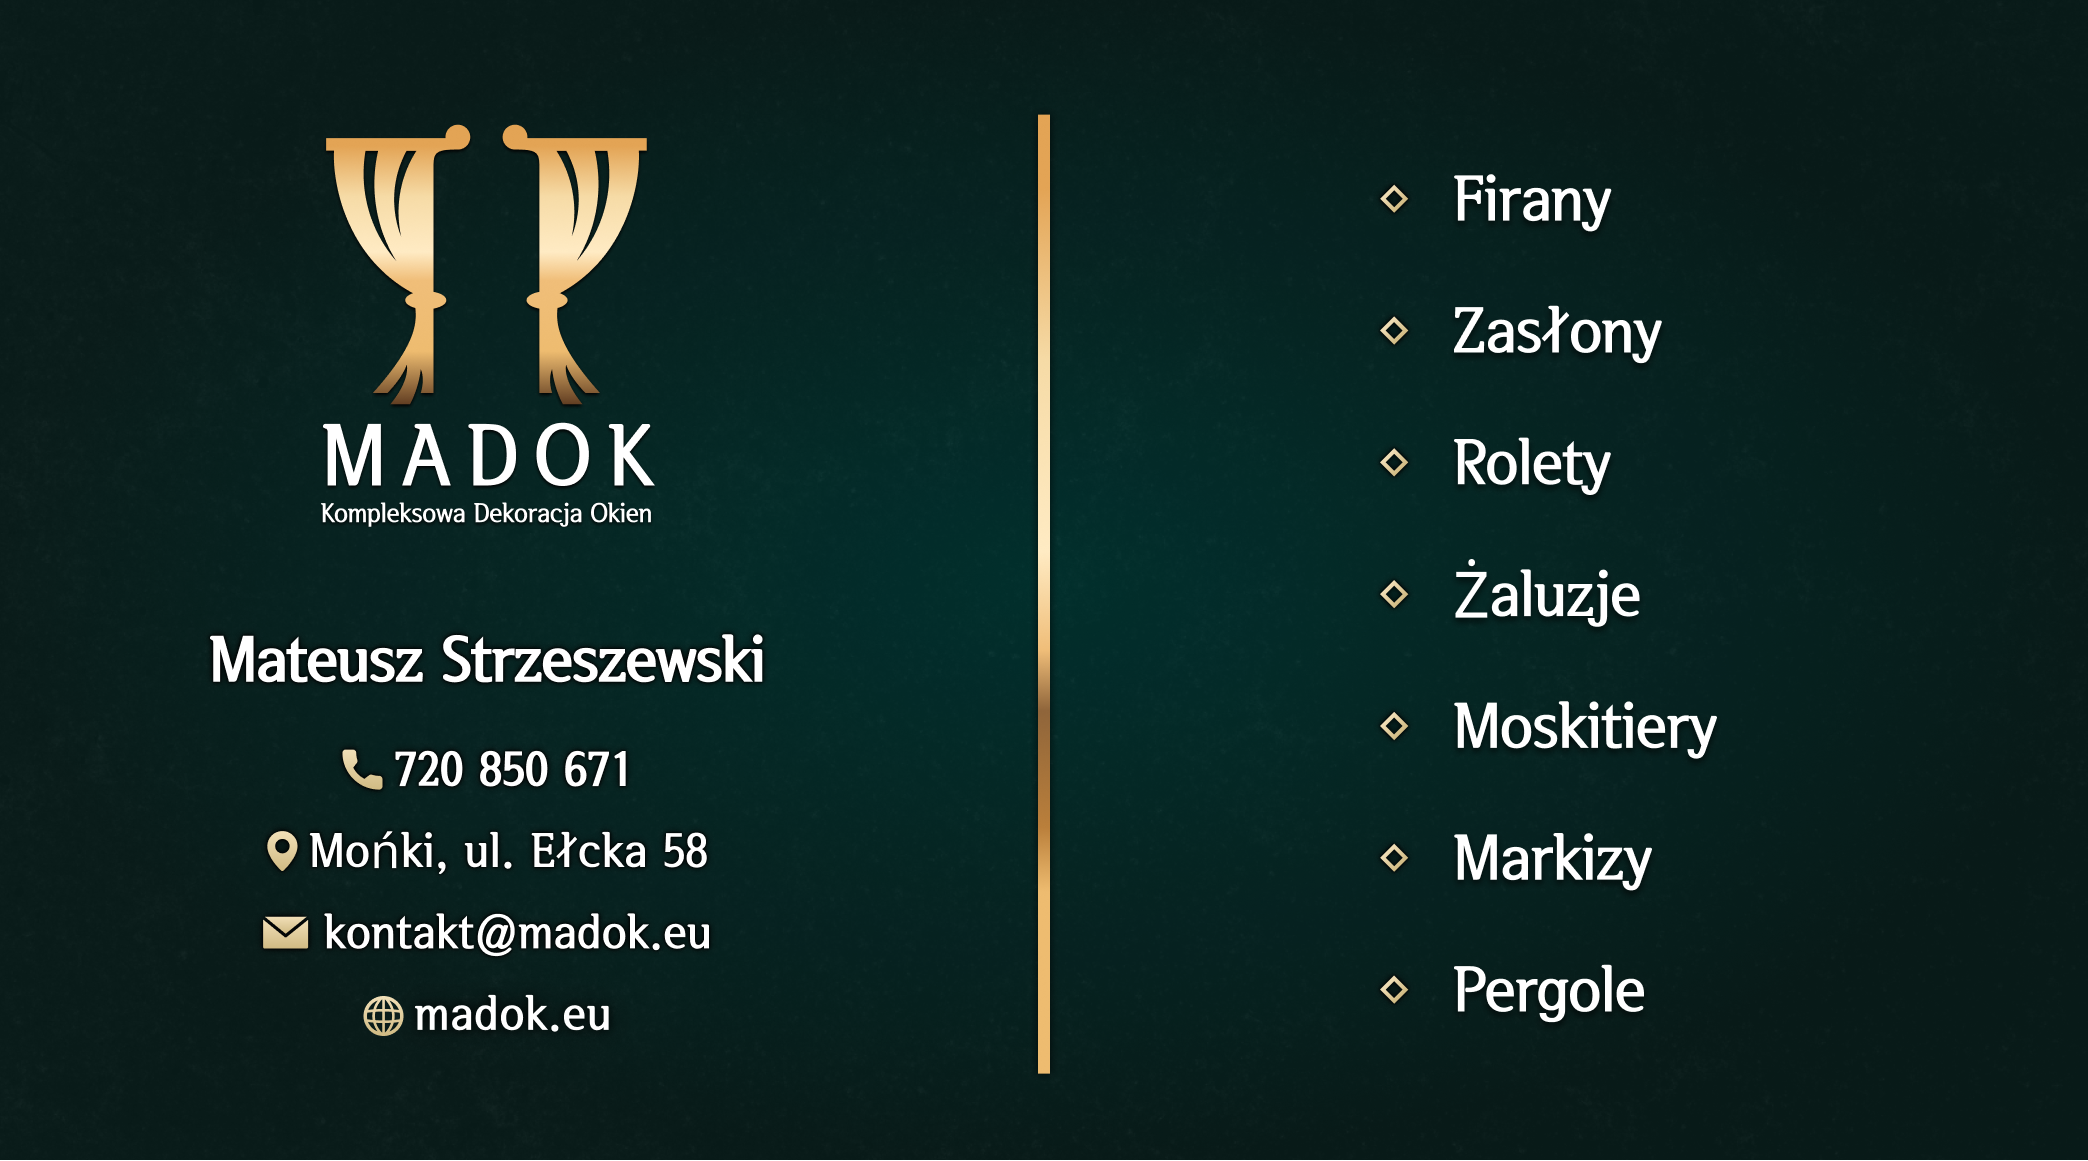 MADOK
Kompleksowa Dekoracja Okien
Mateusz Strzeszewski
720 850 671
Mońki, ul. Ełcka 58
kontakt@madok.eu
madok.eu
Firany
Zasłony
Rolety
Żaluzje
Moskitiery
Markizy
Pergole